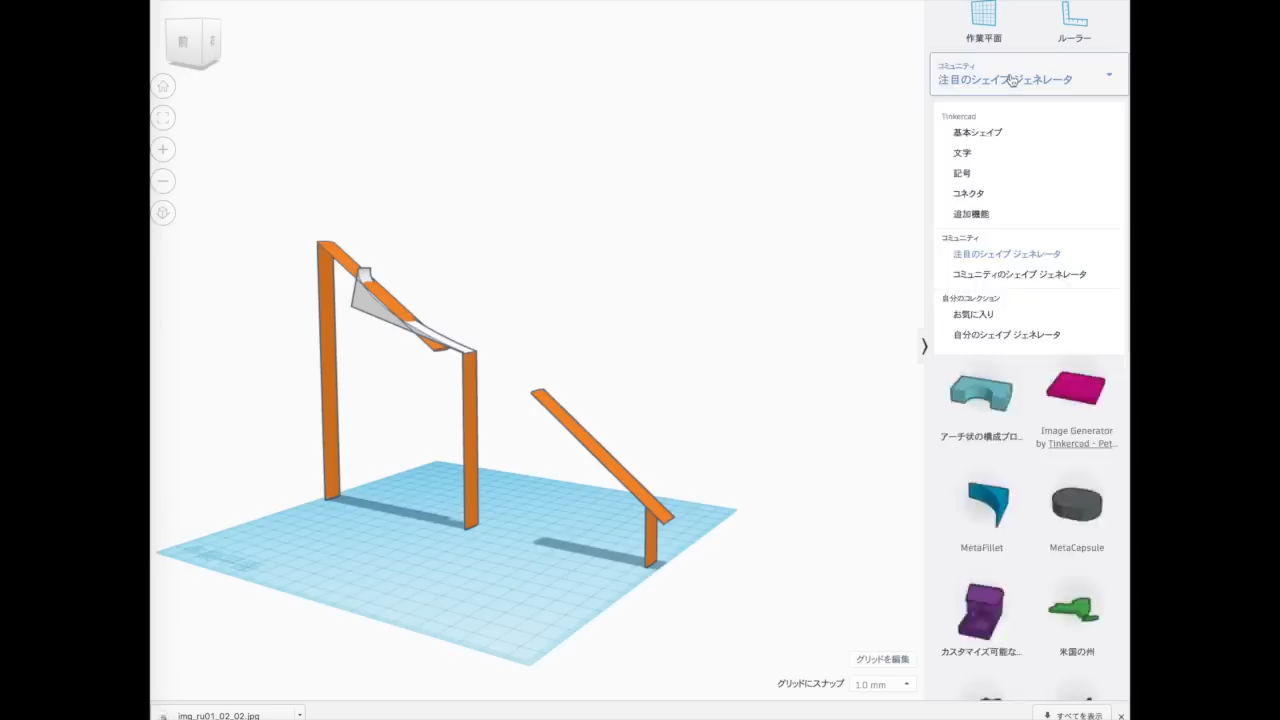 前
作業平面
ルーラー
コミュニティ
注目のシェイプ ジェネレータ
Tinkercad
基本シェイプ
文字
記号
コネクタ
追加機能
コミュニティ
注目のシェイプ ジェネレータ
コミュニティのシェイプ ジェネレータ
自分のコレクション
お気に入り
自分のシェイプ ジェネレータ
アーチ状の構成プロ...
Image Generator
by Tinkercad - Pet...
MetaFillet
MetaCapsule
カスタマイズ可能な...
米国の州
グリッドを編集
グリッドにスナップ
1.0 mm
img_ru01_02_02.jpg
すべてを表示